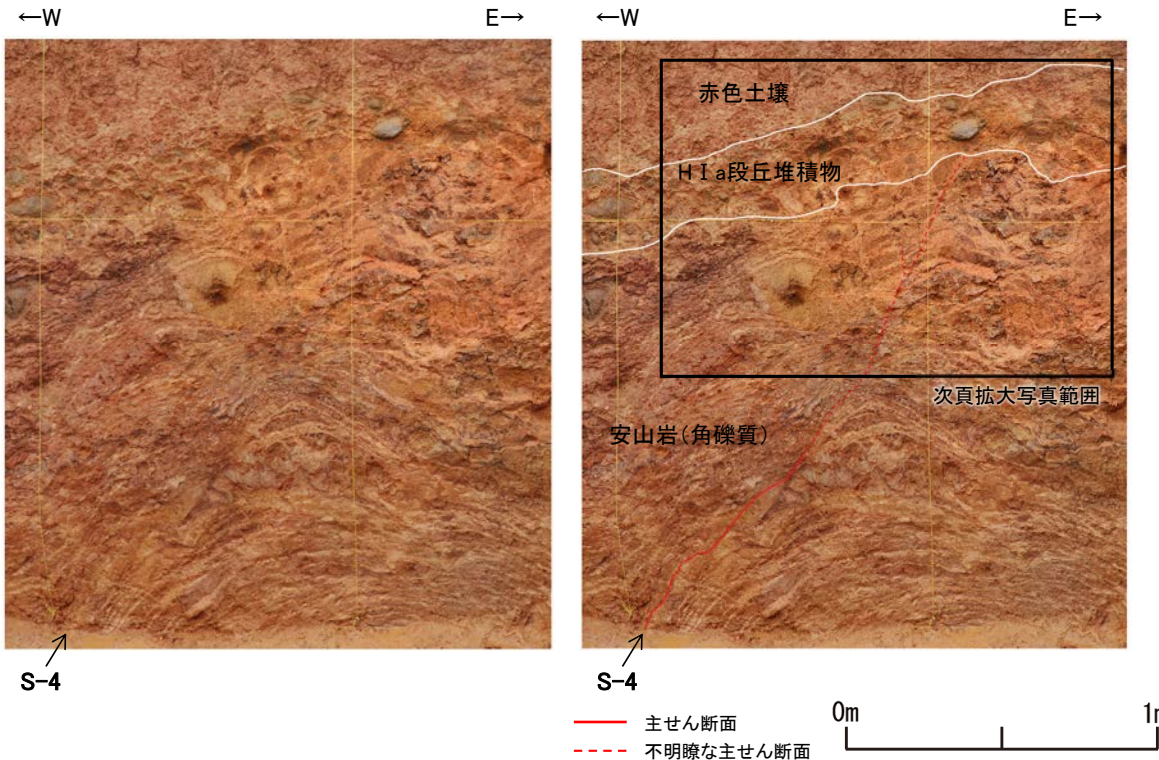 ←W E→ ←W E→
赤色土壌
HⅠa段丘堆積物
次頁拡大写真範囲
安山岩(角礫質)
S-4 S-4
主せん断面
不明瞭な主せん断面
0m 1